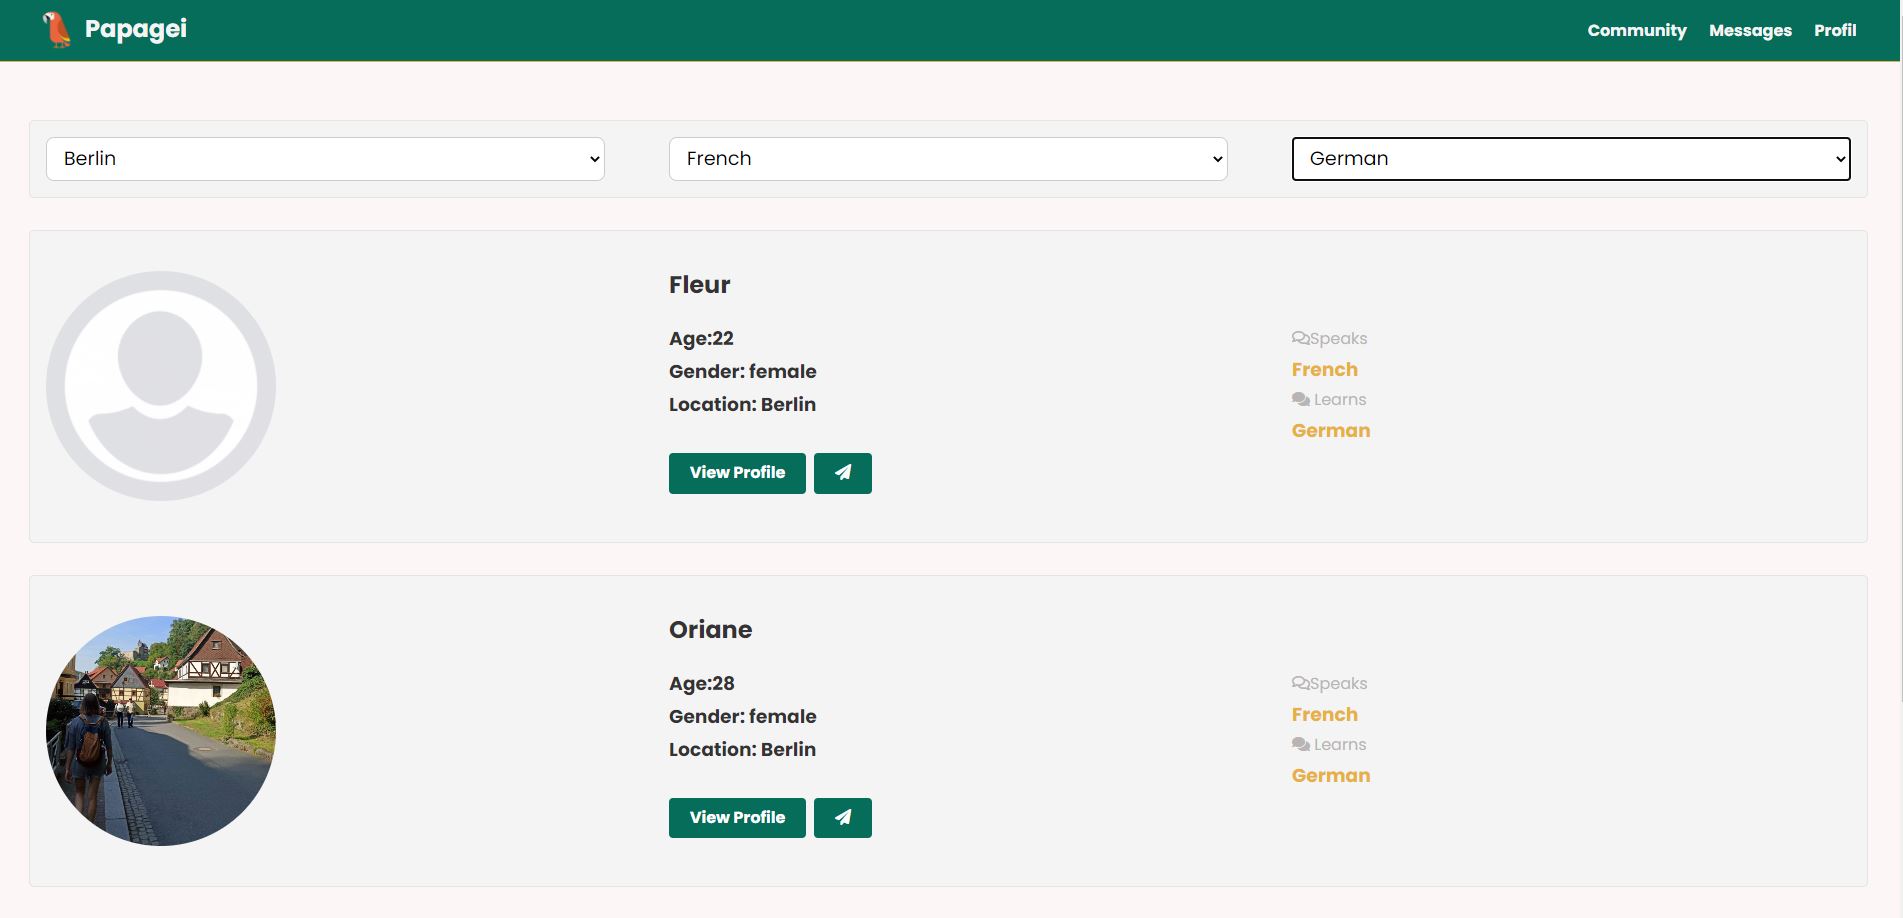 Papagei
Community Messages Profil
Berlin
French
German
Fleur
Age:22
Gender: female
Location: Berlin
View Profile
Speaks
French
Learns
German
Oriane
Age:28
Gender: female
Location: Berlin
View Profile
Speaks
French
Learns
German